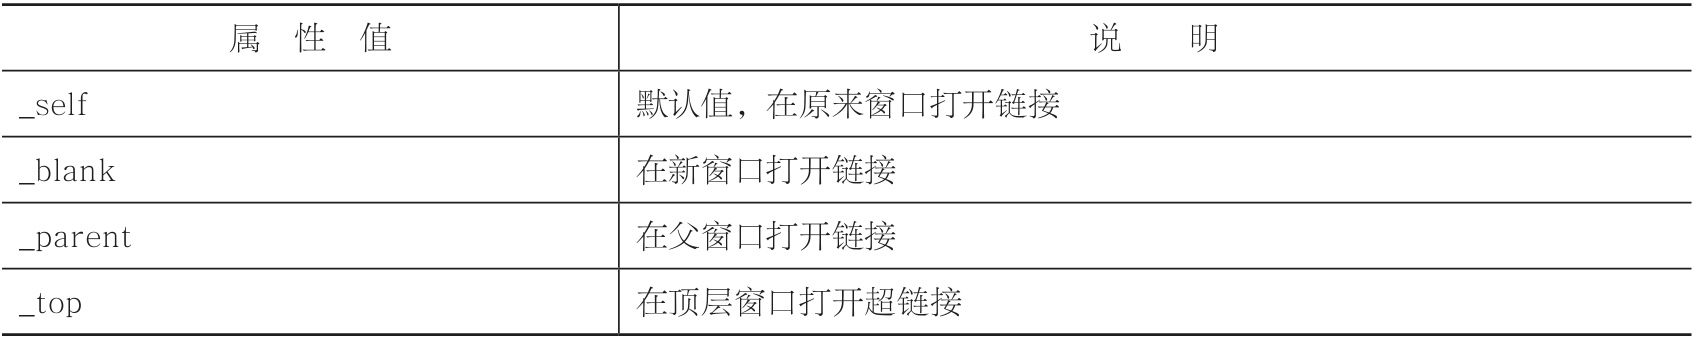 属 性 值 说 明
_self 默认值，在原来窗口打开链接
_blank 在新窗口打开链接
_parent 在父窗口打开链接
_top 在顶层窗口打开超链接